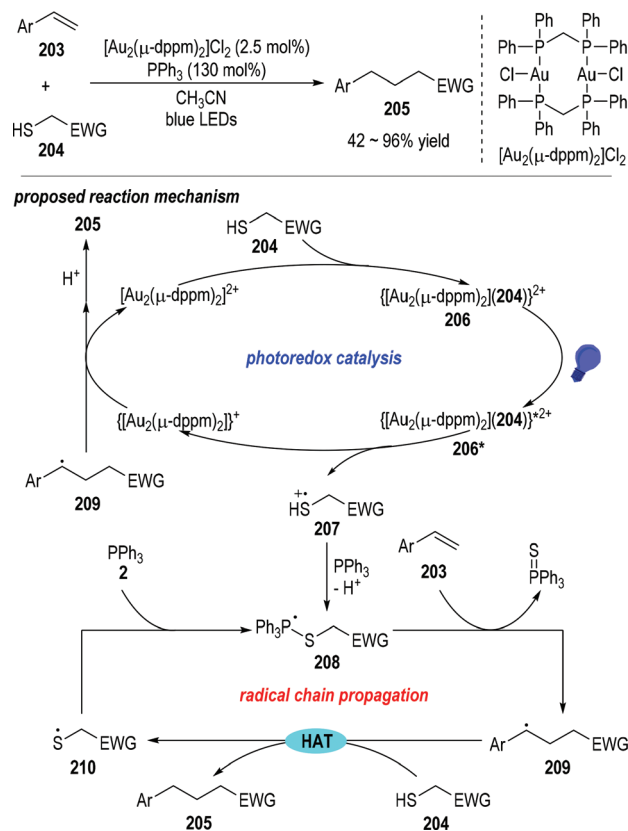 Ar
203
+
HS EWG
204
[Au2(μ-dppm)2]Cl2 (2.5 mol%)
PPh3 (130 mol%)
CH3CN
blue LEDs
Ar EWG
205
42 ~ 96% yield
Ph Ph Ph Ph
Ph P P Ph
Cl Au Au Cl
Ph P P Ph
Ph Ph Ph Ph
[Au2(μ-dppm)2]Cl2
proposed reaction mechanism
205
H+
HS EWG
204
[Au2(μ-dppm)2]2+
{[Au2(μ-dppm)2](204)}2+
206
photoredox catalysis
{[Au2(μ-dppm)2]}+
{[Au2(μ-dppm)2](204)}*2+
206*
Ar EWG
209
+•
HS EWG
207
PPh3
2
PPh3
- H+
Ar
203
S
PPh3
Ph3P S EWG
208
radical chain propagation
S EWG
210
HAT
Ar EWG
209
Ar EWG
205
HS EWG
204